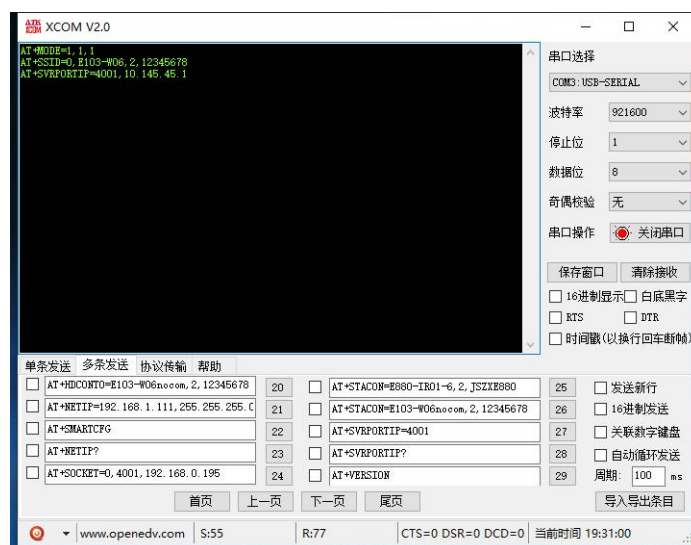 XCOM V2.0
AT+MODE=1,1,1
AT+SSID=0,E103-W06,2,12345678
AT+SVRPORTIP=4001,10.145.45.1
串口选择
COM3:USB-SERIAL
波特率 921600
停止位 1
数据位 8
奇偶校验 无
串口操作 关闭串口
保存窗口 清除接收
16进制显示 白底黑字
RTS DTR
时间戳(以换行回车断帧)
单条发送 多条发送 协议传输 帮助
AT+HDCONTO=E103-W06nocom,2,12345678 20 AT+STACON=E880-IR01-6,2,JSZXE880 25 发送新行
AT+NETIP=192.168.1.111,255.255.255.0 21 AT+STACON=E103-W06nocom,2,12345678 26 16进制发送
AT+SMARTCFG 22 AT+SVRPORTIP=4001 27 关联数字键盘
AT+NETIP? 23 AT+SVRPORTIP? 28 自动循环发送
AT+SOCKET=0,4001,192.168.0.195 24 AT+VERSION 29 周期: 100 ms
首页 上一页 下一页 尾页 导入导出条目
www.openedv.com S:55 R:77 CTS=0 DSR=0 DCD=0 当前时间 19:31:00